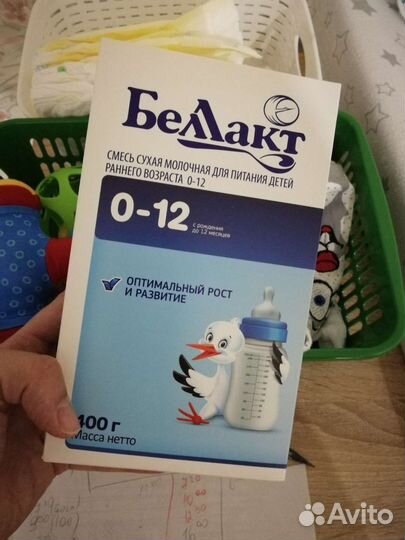 Беллакт
СМЕСЬ СУХАЯ МОЛОЧНАЯ ДЛЯ ПИТАНИЯ ДЕТЕЙ
РАННЕГО ВОЗРАСТА 0-12
0-12
с рождения
до 12 месяцев
ОПТИМАЛЬНЫЙ РОСТ
И РАЗВИТИЕ
400 г
Масса нетто
Avito